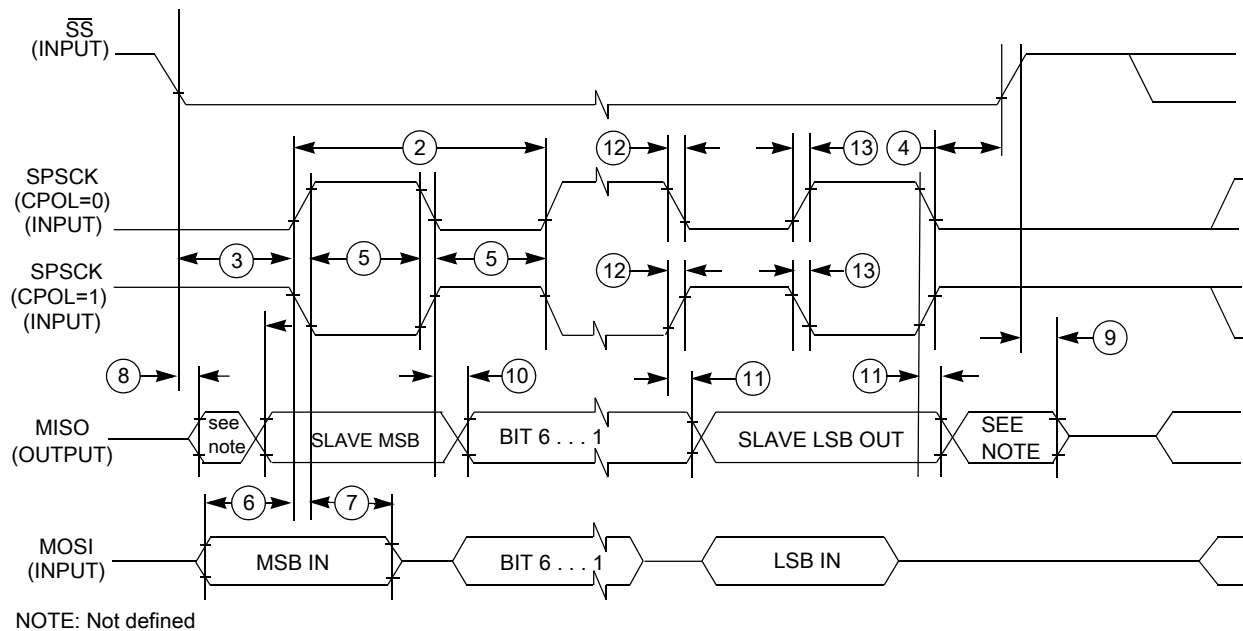 SS
(INPUT)
2
12
13
4
SPSCK
(CPOL=0)
(INPUT)
3
5
5
12
13
SPSCK
(CPOL=1)
(INPUT)
8
10
11
11
9
MISO
(OUTPUT)
see
note
SLAVE MSB
BIT 6 . . . 1
SLAVE LSB OUT
SEE
NOTE
6
7
MOSI
(INPUT)
MSB IN
BIT 6 . . . 1
LSB IN
NOTE: Not defined